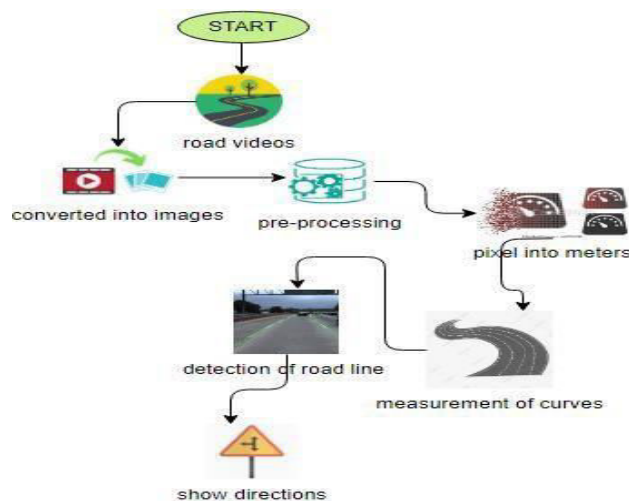 START
road videos
converted into images
pre-processing
pixel into meters
detection of road line
measurement of curves
show directions